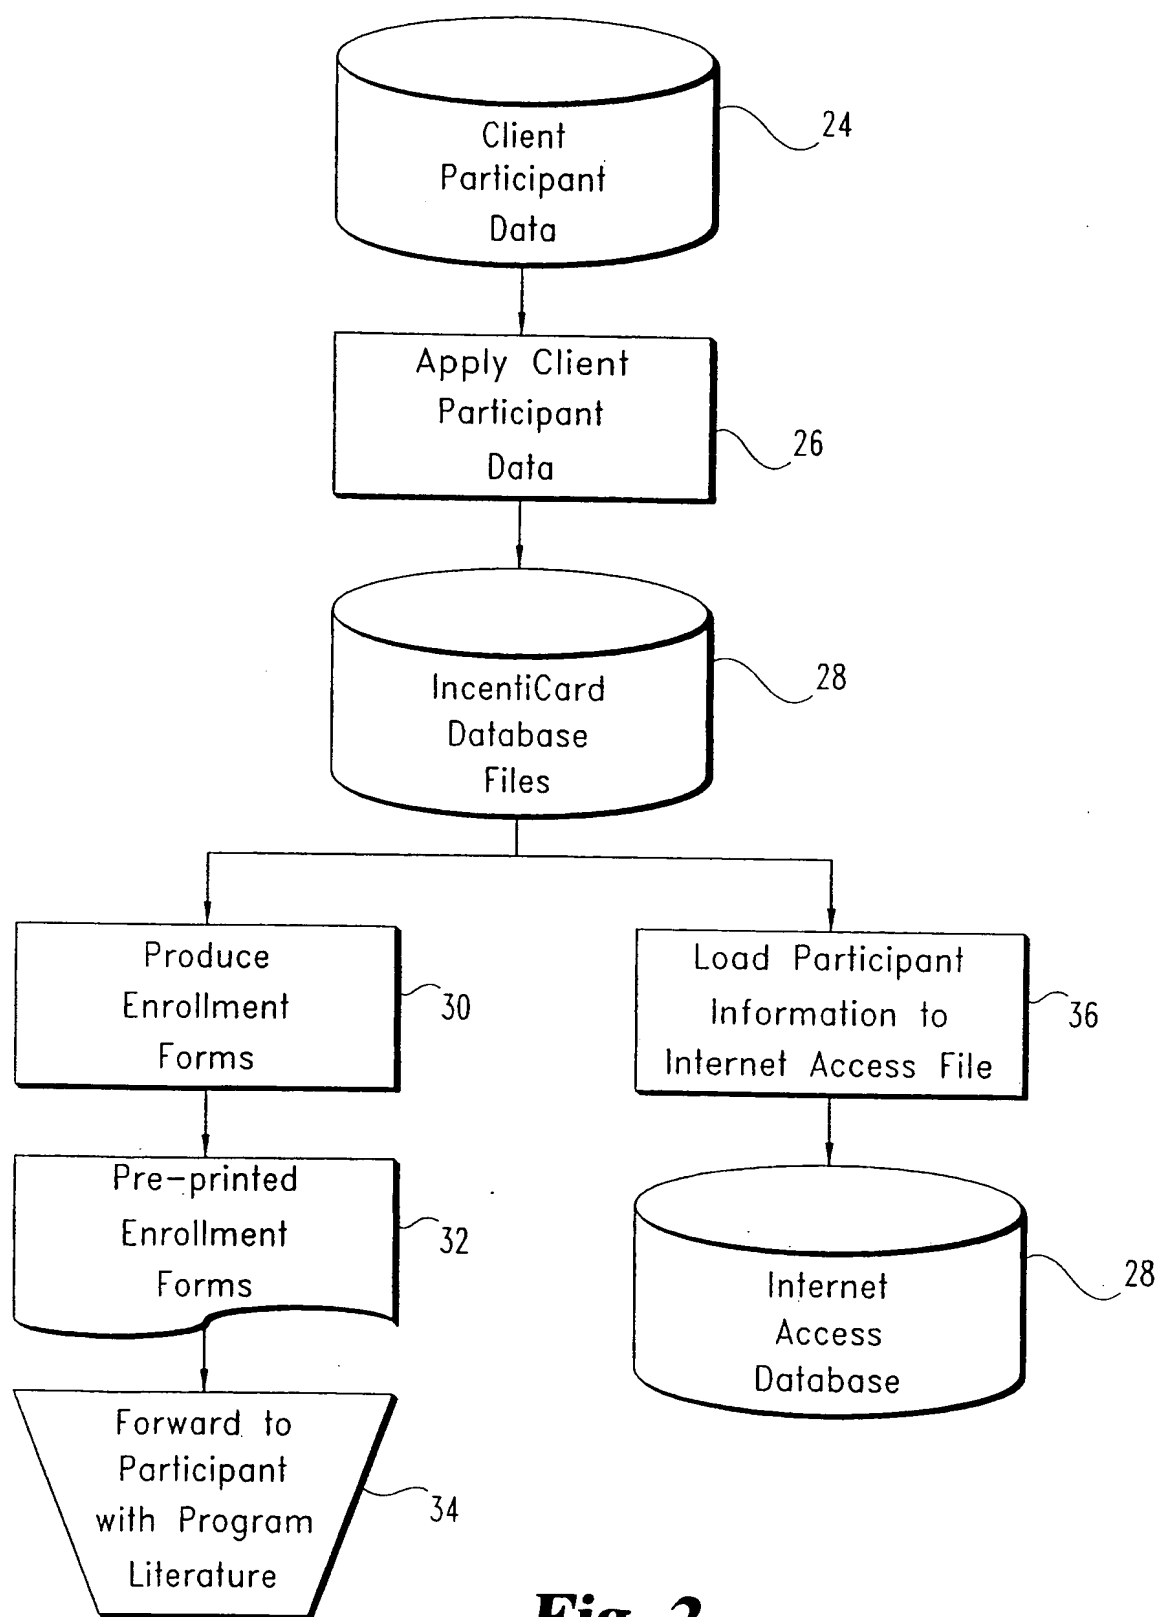 Client
Participant
Data
24
Apply Client
Participant
Data
26
IncentiCard
Database
Files
28
Produce
Enrollment
Forms
30
Load Participant
Information to
Internet Access File
36
Pre-printed
Enrollment
Forms
32
Internet
Access
Database
28
Forward to
Participant
with Program
Literature
34
Fig. 2